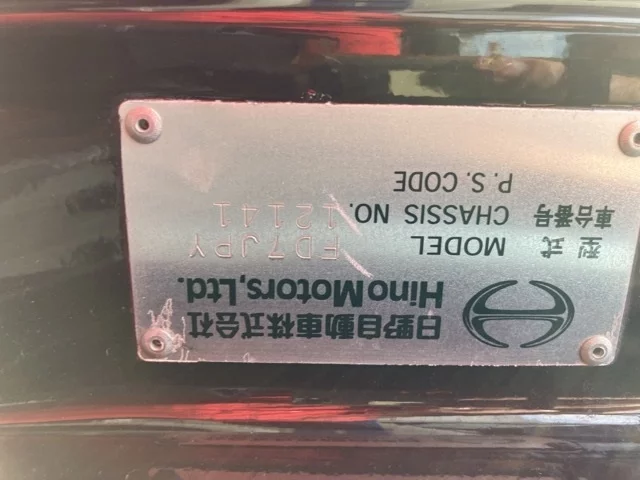 日野自動車株式会社
Hino Motors, Ltd.
型式 MODEL FD7JPY
車台番号 CHASSIS NO. 12141
P. S. CODE